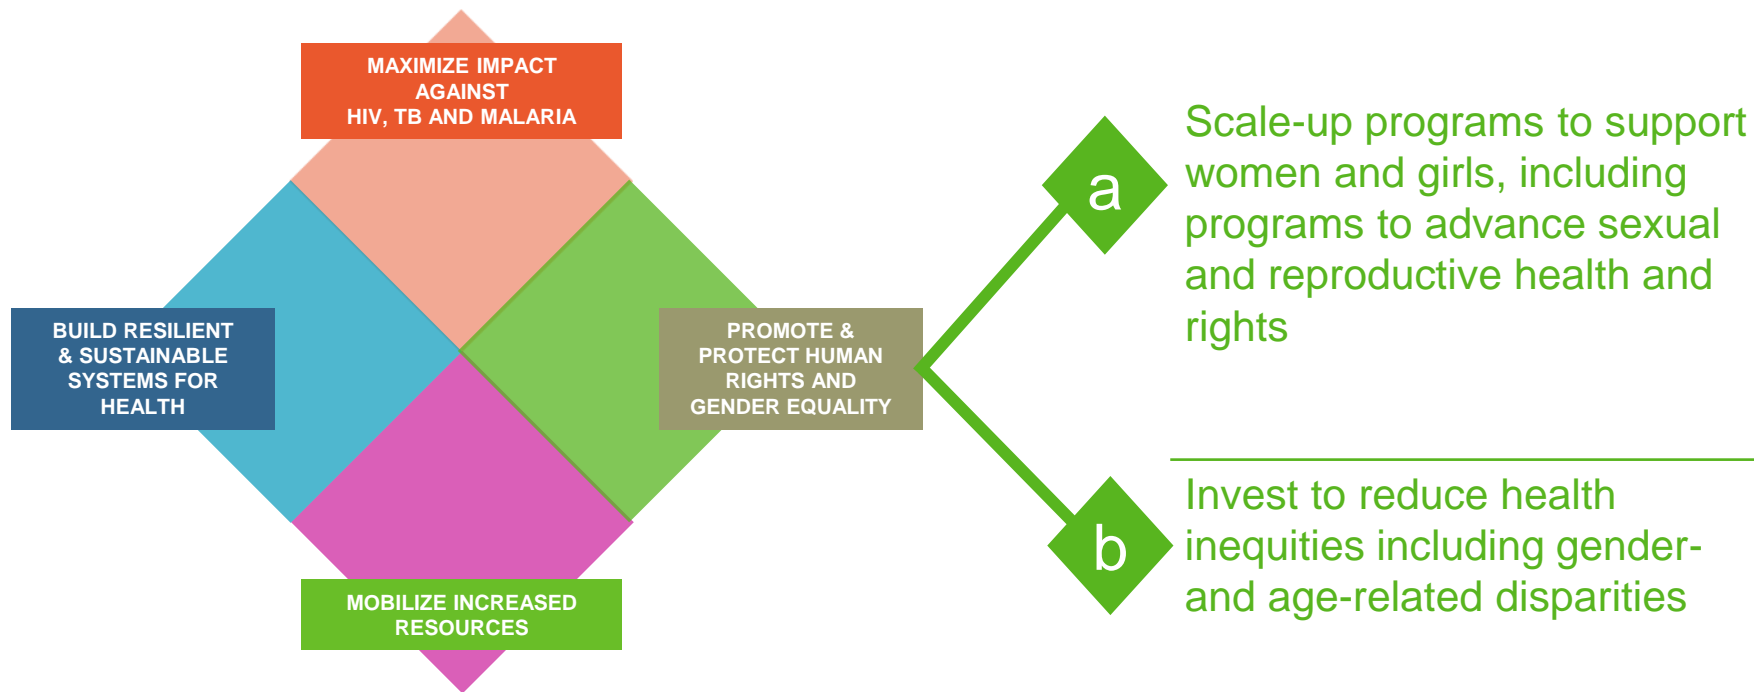 MAXIMIZE IMPACT
AGAINST
HIV, TB AND MALARIA
BUILD RESILIENT
& SUSTAINABLE
SYSTEMS FOR
HEALTH
PROMOTE &
PROTECT HUMAN
RIGHTS AND
GENDER EQUALITY
MOBILIZE INCREASED
RESOURCES
a
Scale-up programs to support
women and girls, including
programs to advance sexual
and reproductive health and
rights
b
Invest to reduce health
inequities including gender-
and age-related disparities